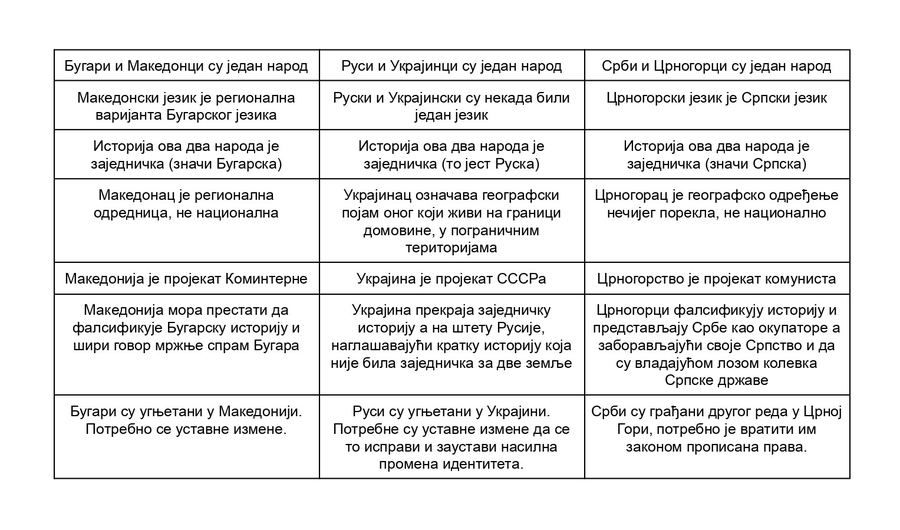 Бугари и Македонци су један народ
Руси и Украјинци су један народ
Срби и Црногорци су један народ
Македонски језик је регионална
варијанта Бугарског језика
Руски и Украјински су некада били
један језик
Црногорски језик је Српски језик
Историја ова два народа је
заједничка (значи Бугарска)
Историја ова два народа је
заједничка (то јест Руска)
Историја ова два народа је
заједничка (значи Српска)
Македонац је регионална
одредница, не национална
Украјинац означава географски
појам оног који живи на граници
домовине, у пограничним
територијама
Црногорац је географско одређење
нечијег порекла, не национално
Македонија је пројекат Коминтерне
Украјина је пројекат СССРа
Црногорство је пројекат комуниста
Македонија мора престати да
фалсификује Бугарску историју и
шири говор мржње спрам Бугара
Украјина прекраја заједничку
историју а на штету Русије,
наглашавајући кратку историју која
није била заједничка за две земље
Црногорци фалсификују историју и
представљају Србе као окупаторе а
заборављајући своје Српство и да
су владајућом лозом колевка
Српске државе
Бугари су угњетани у Македонији.
Потребно се уставне измене.
Руси су угњетани у Украјини.
Потребне су уставне измене да се
то исправи и заустави насилна
промена идентитета.
Срби су грађани другог реда у Црној
Гори, потребно је вратити им
законом прописана права.